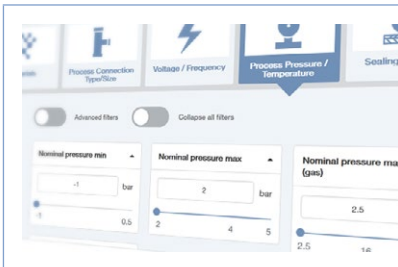 Process Connection
Type/Size
Voltage / Frequency
Process Pressure /
Temperature
Sealing
Advanced filters
Collapse all filters
Nominal pressure min
-1
bar
-1
0.5
Nominal pressure max
2
bar
2
4
5
Nominal pressure ma
(gas)
2.5
2.5
16